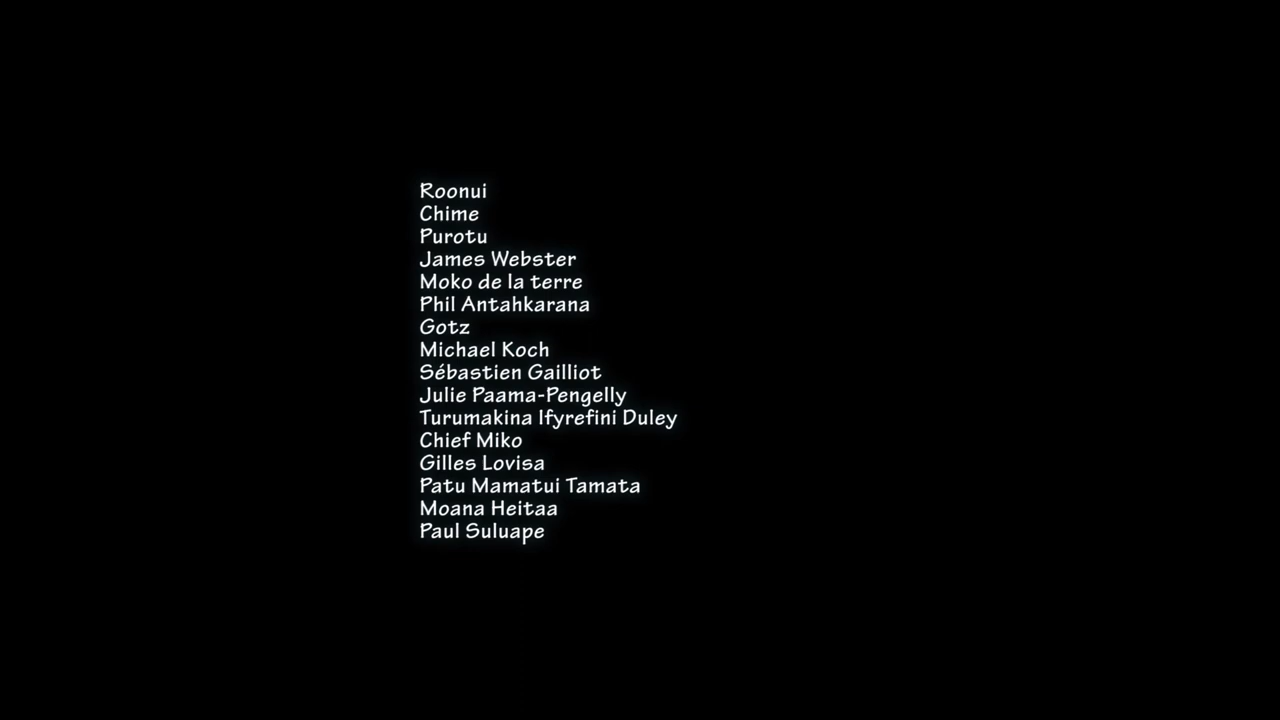 Roonui
Chime
Purotu
James Webster
Moko de la terre
Phil Antahkarana
Gotz
Michael Koch
Sébastien Gailliot
Julie Paama-Pengelly
Turumakina Ifyrefini Duley
Chief Miko
Gilles Lovisa
Patu Mamatui Tamata
Moana Heitaa
Paul Suluape